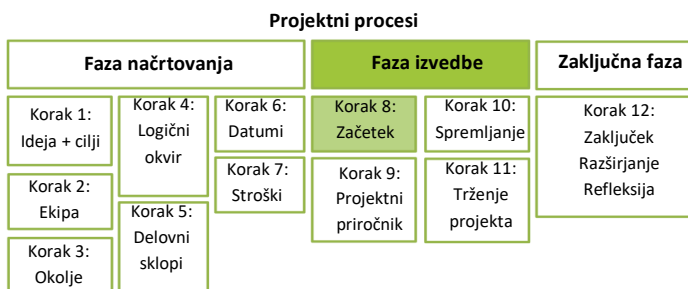 Projektni procesi
Faza načrtovanja
Faza izvedbe
Zaključna faza
Korak 1:
Ideja + cilji
Korak 2:
Ekipa
Korak 3:
Okolje
Korak 4:
Logični
okvir
Korak 5:
Delovni
sklopi
Korak 6:
Datumi
Korak 7:
Stroški
Korak 8:
Začetek
Korak 9:
Projektni
priročnik
Korak 10:
Spremljanje
Korak 11:
Trženje
projekta
Korak 12:
Zaključek
Razširjanje
Refleksija